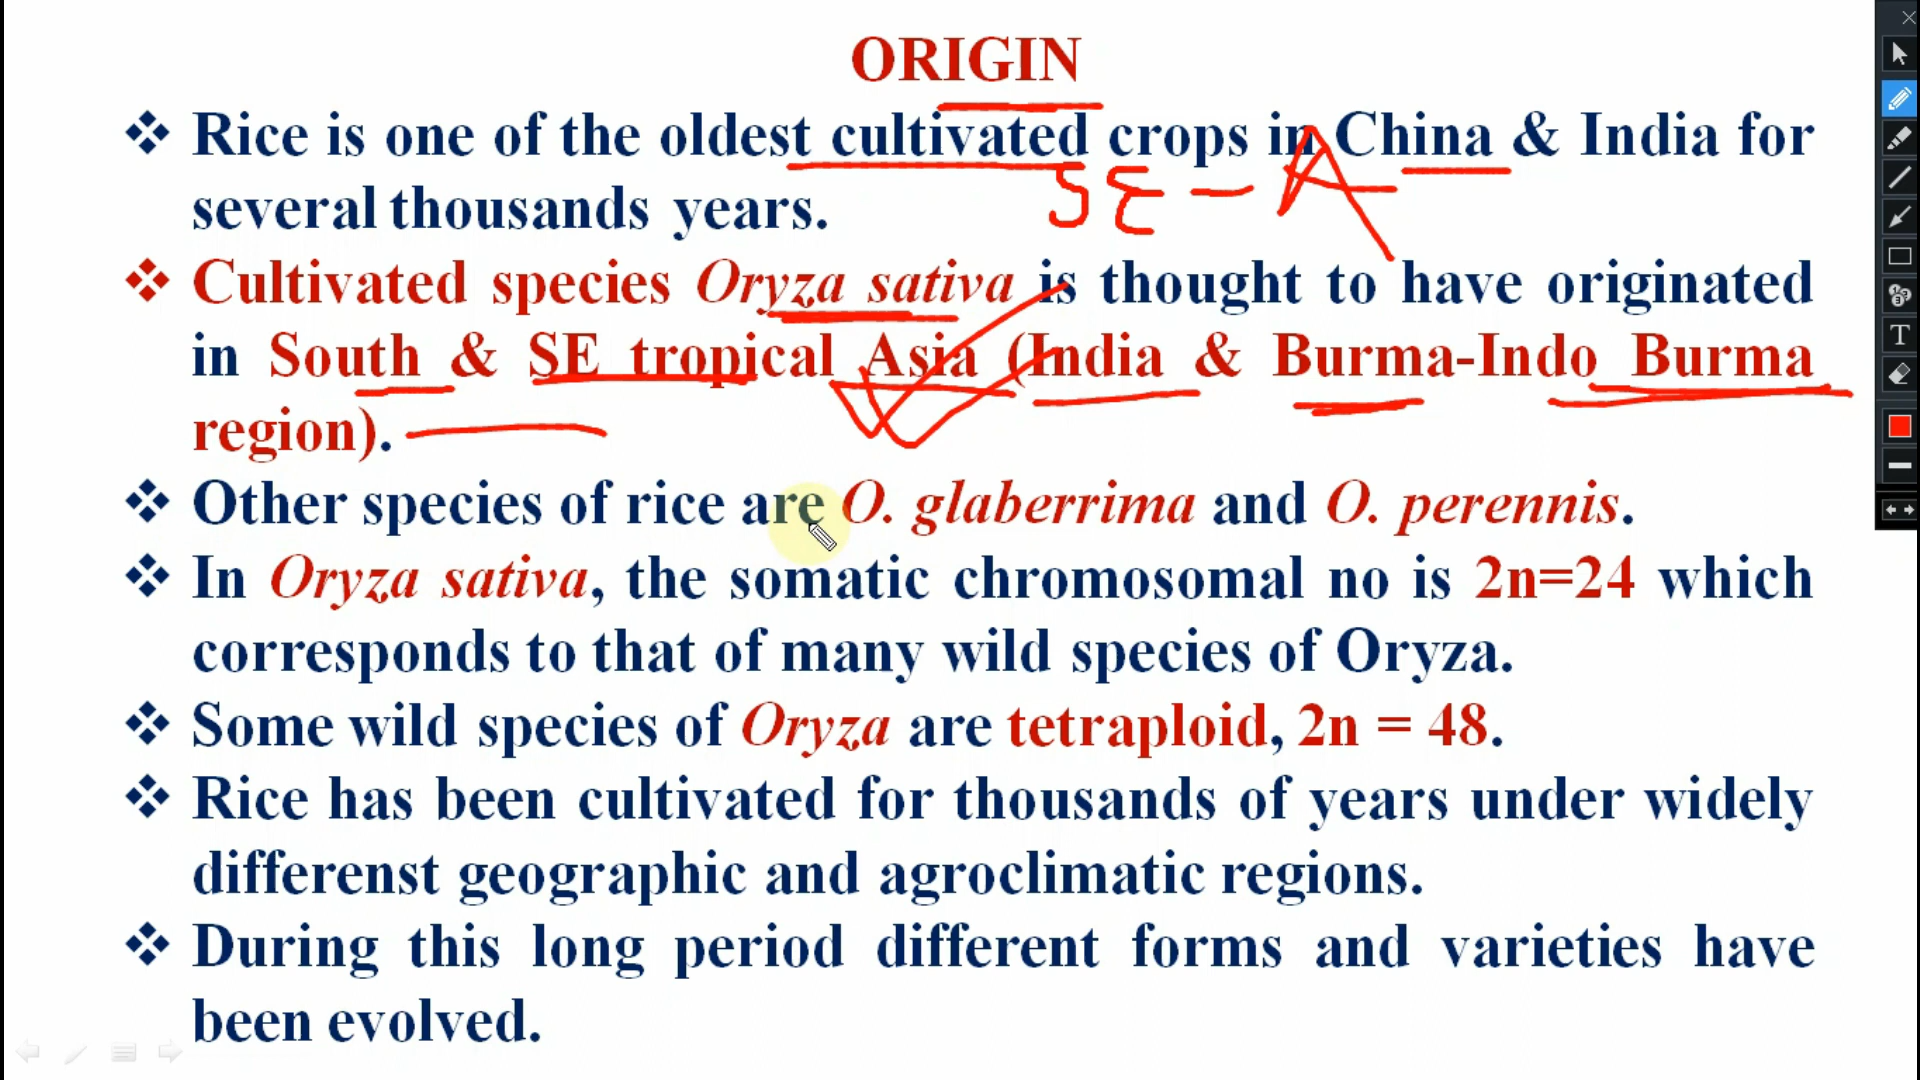 ORIGIN
❖ Rice is one of the oldest cultivated crops in China & India for
several thousands years.
SE - A
❖ Cultivated species Oryza sativa is thought to have originated
in South & SE tropical Asia (India & Burma-Indo Burma
region).
❖ Other species of rice are O. glaberrima and O. perennis.
❖ In Oryza sativa, the somatic chromosomal no is 2n=24 which
corresponds to that of many wild species of Oryza.
❖ Some wild species of Oryza are tetraploid, 2n = 48.
❖ Rice has been cultivated for thousands of years under widely
differenst geographic and agroclimatic regions.
❖ During this long period different forms and varieties have
been evolved.